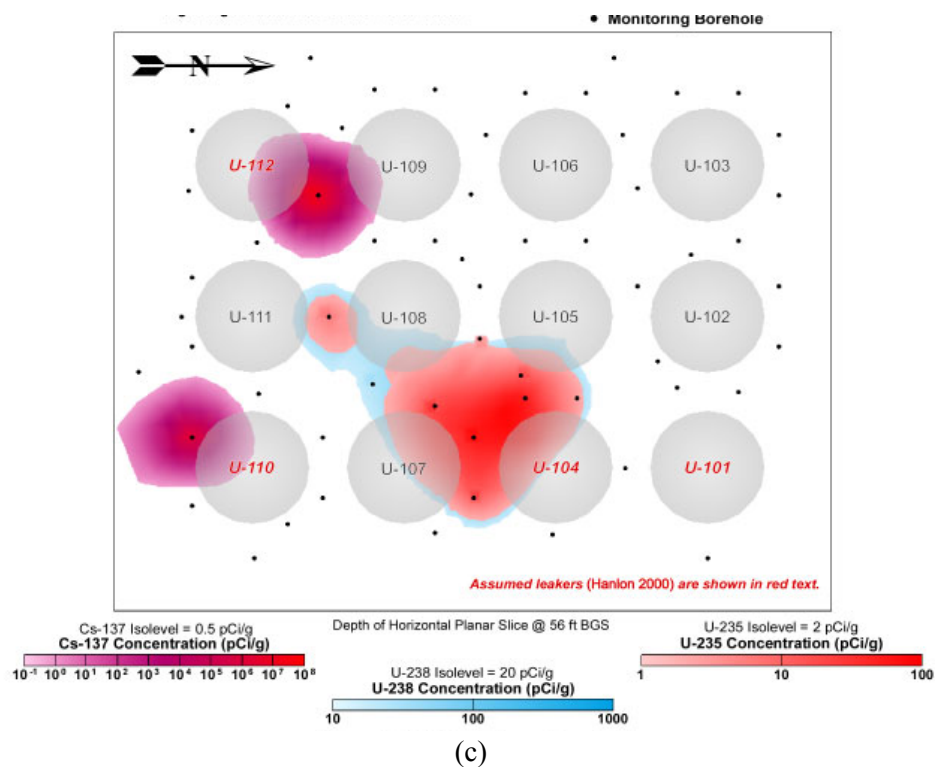 Monitoring Borehole
N
U-112 U-109 U-106 U-103
U-111 U-108 U-105 U-102
U-110 U-107 U-104 U-101
Assumed leakers (Hanlon 2000) are shown in red text.
Cs-137 Isolevel = 0.5 pCi/g
Cs-137 Concentration (pCi/g)
10⁻¹ 10⁰ 10¹ 10² 10³ 10⁴ 10⁵ 10⁶ 10⁷ 10⁸
Depth of Horizontal Planar Slice @ 56 ft BGS
U-238 Isolevel = 20 pCi/g
U-238 Concentration (pCi/g)
10 100 1000
U-235 Isolevel = 2 pCi/g
U-235 Concentration (pCi/g)
1 10 100
(c)